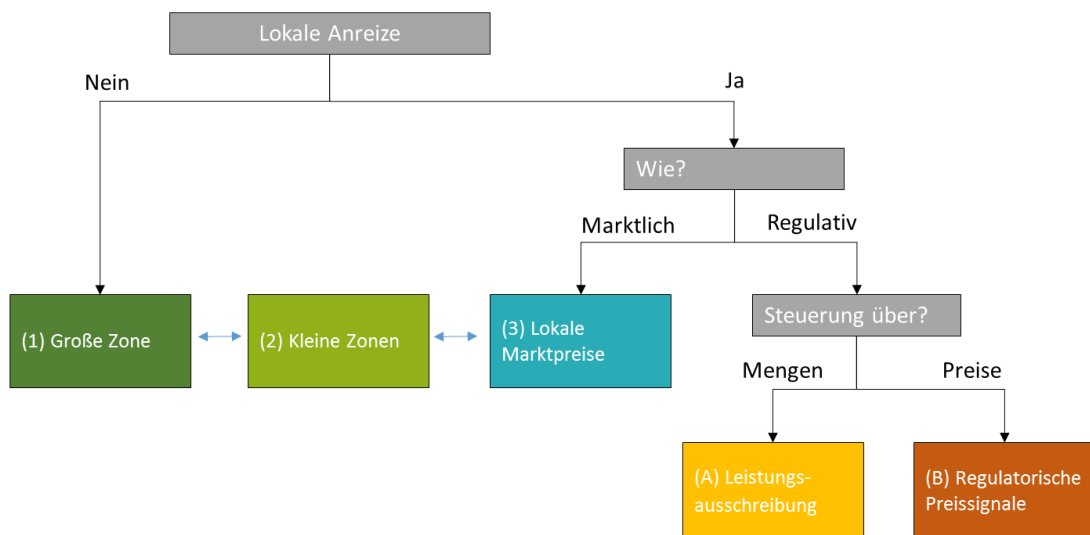 Lokale Anreize
Nein
Ja
Wie?
Marktlich
Regulativ
(1) Große Zone
(2) Kleine Zonen
(3) Lokale
Marktpreise
Steuerung über?
Mengen
Preise
(A) Leistungs-
ausschreibung
(B) Regulatorische
Preissignale